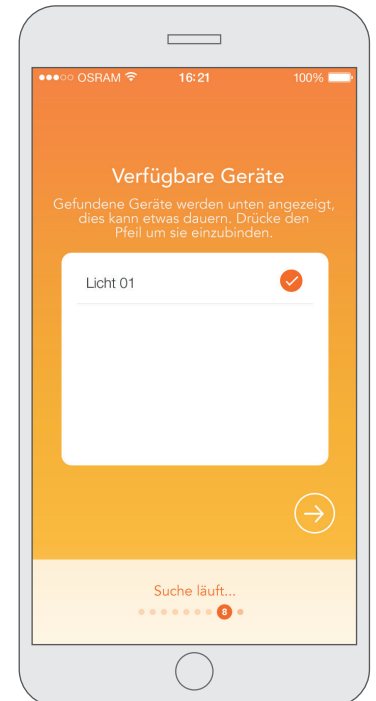 OSRAM 16:21 100%
Verfügbare Geräte
Gefundene Geräte werden unten angezeigt,
dies kann etwas dauern. Drücke den
Pfeil um sie einzubinden.
Licht 01
Suche läuft...
8